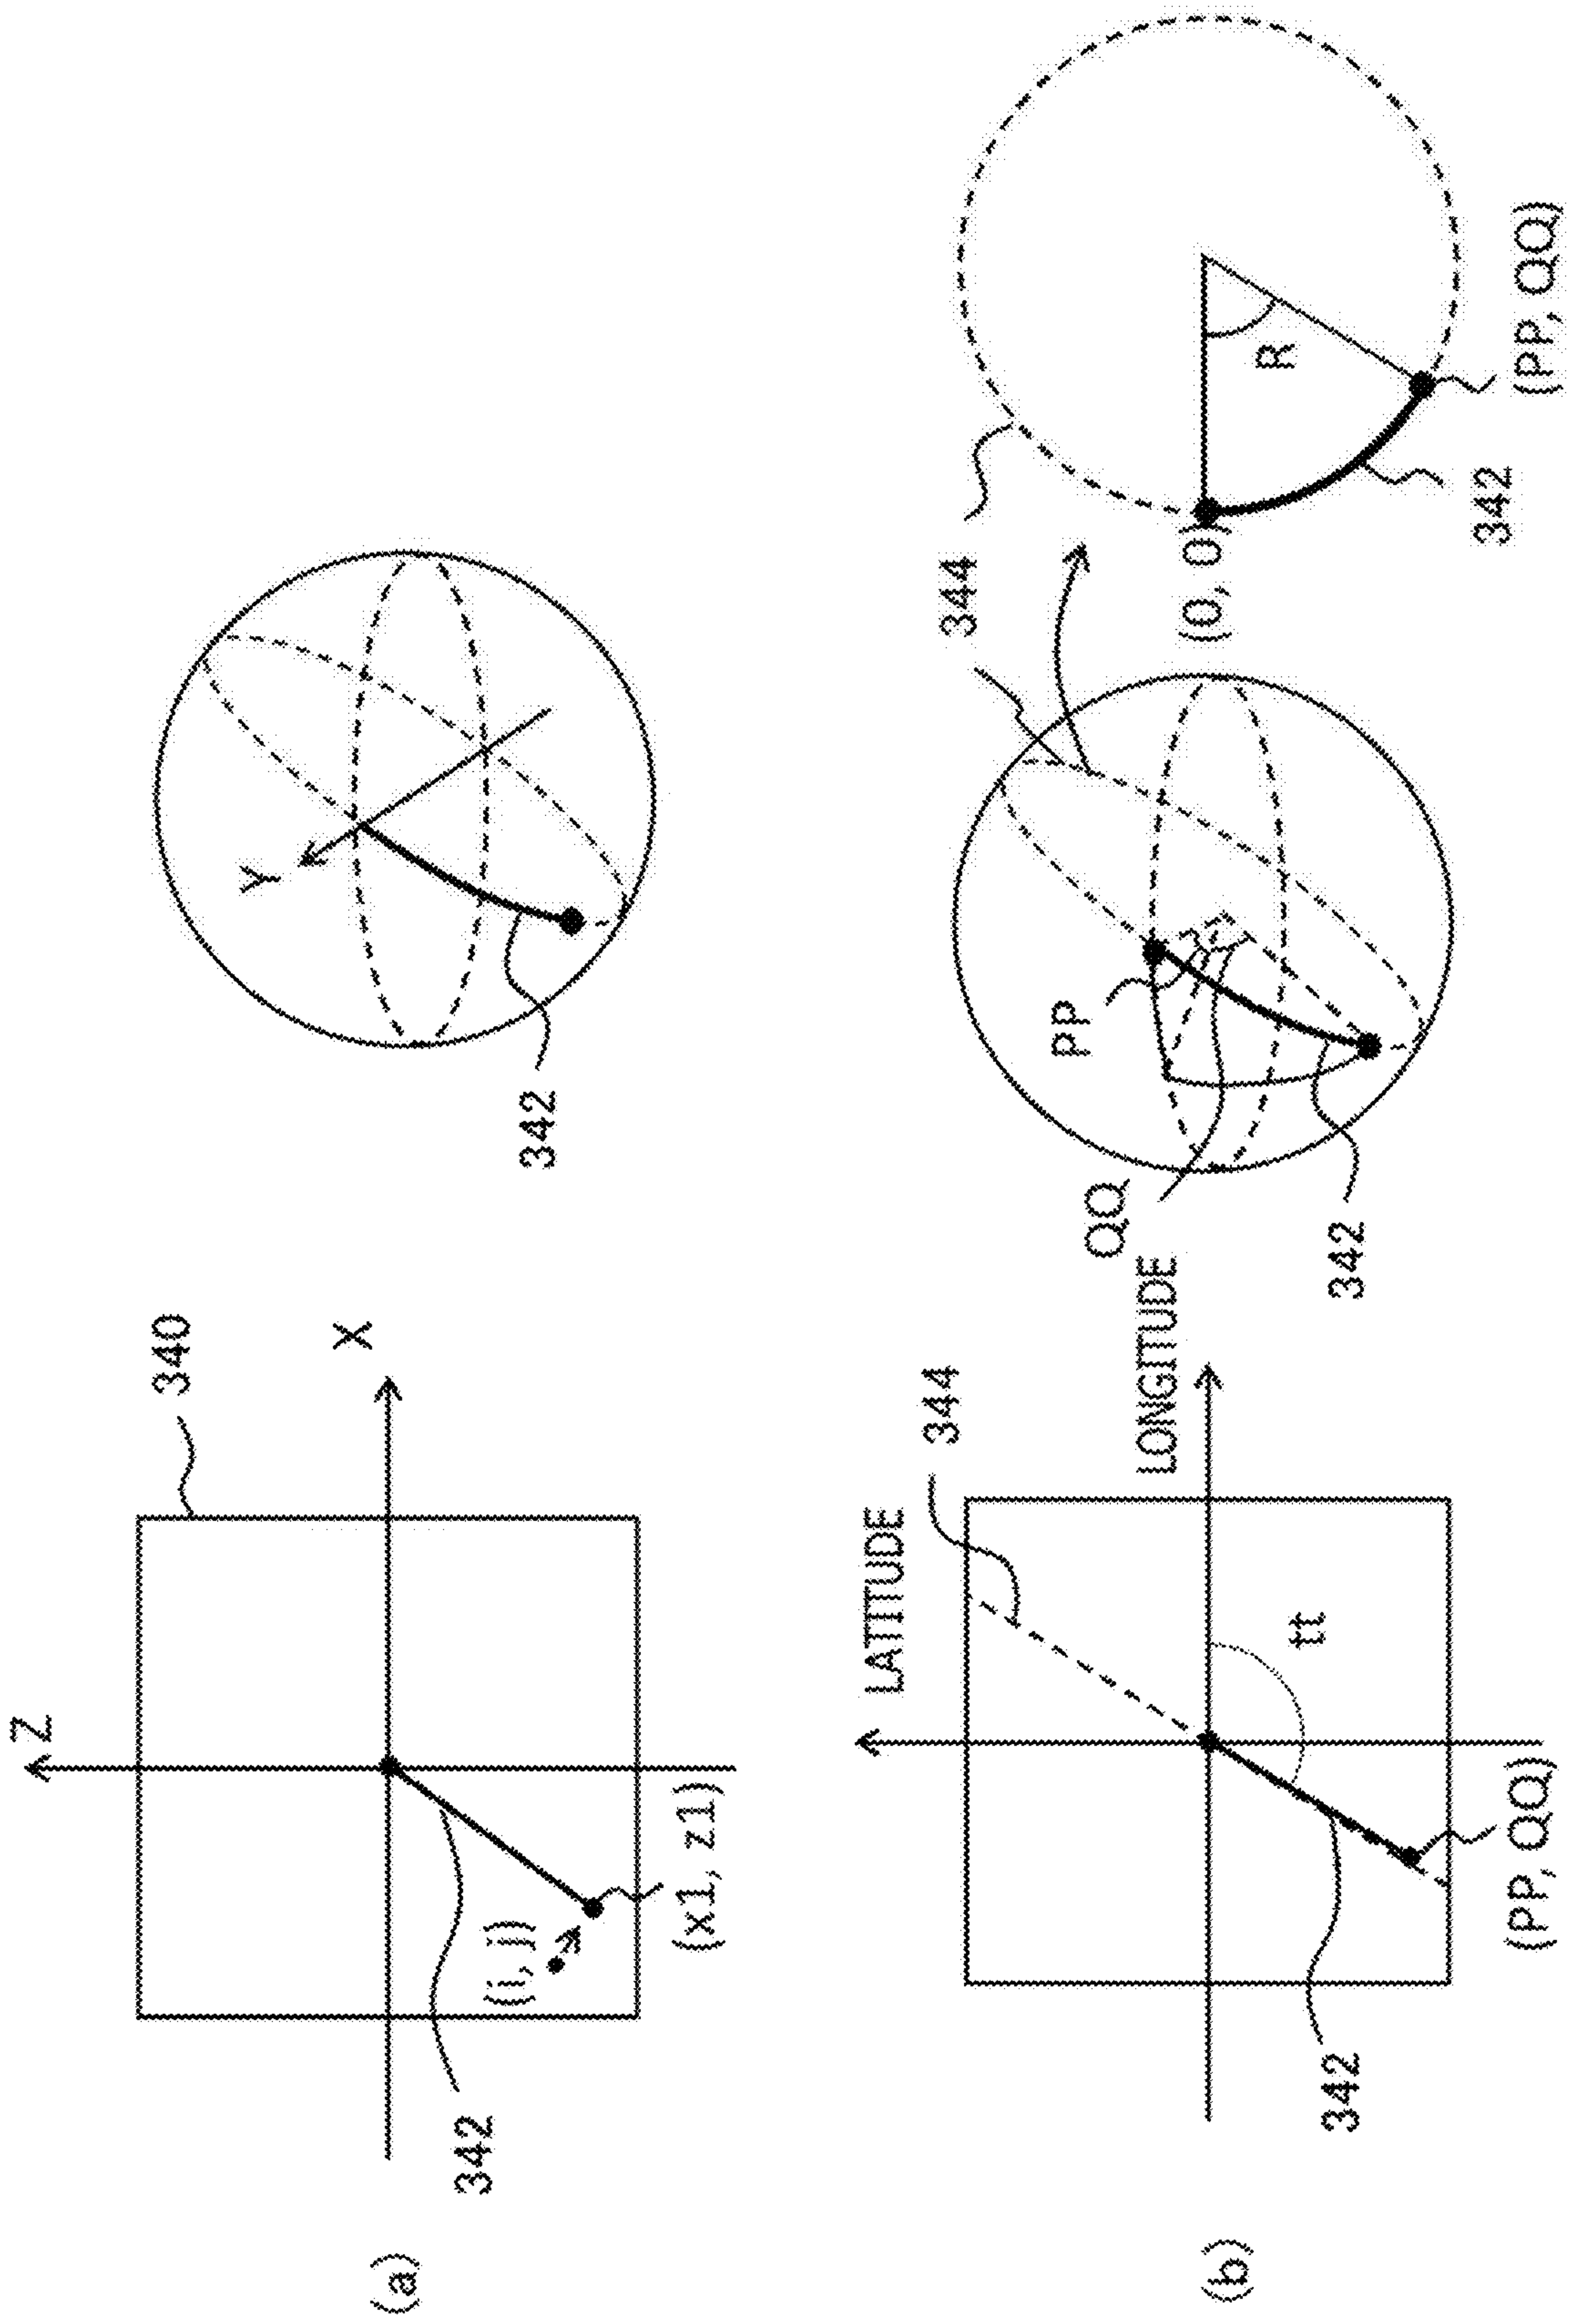 (a)
Z
X
340
342
(i, j)
(x1, z1)
Y
342
(b)
LATITUDE
LONGITUDE
344
tt
342
(PP, QQ)
QQ
PP
342
344
(0, 0)
R
342
(PP, QQ)